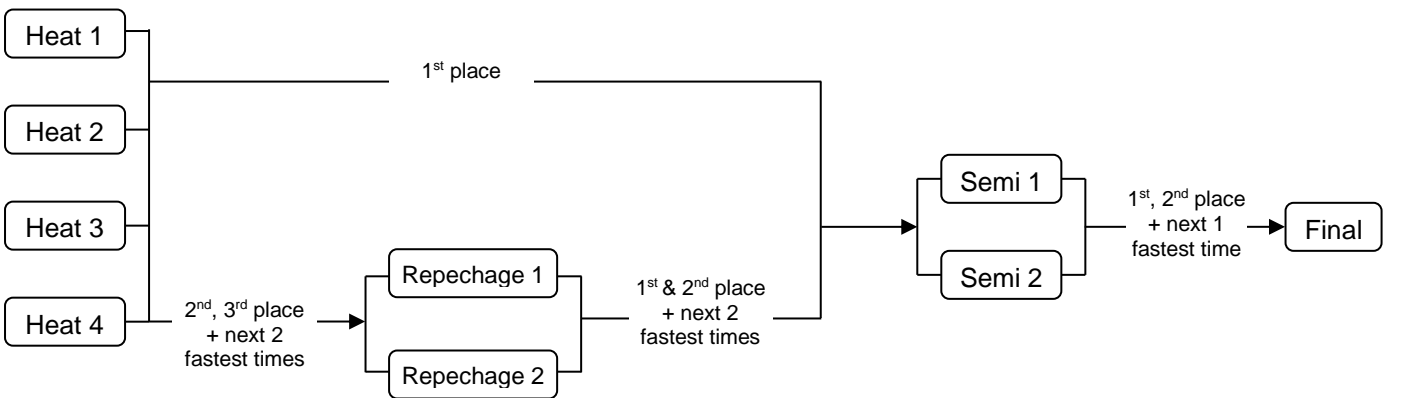 Heat 1
1st place
Heat 2
Semi 1
1st, 2nd place
+ next 1
fastest time
Final
Heat 3
Semi 2
Repechage 1
1st & 2nd place
+ next 2
fastest times
Heat 4
2nd, 3rd place
+ next 2
fastest times
Repechage 2